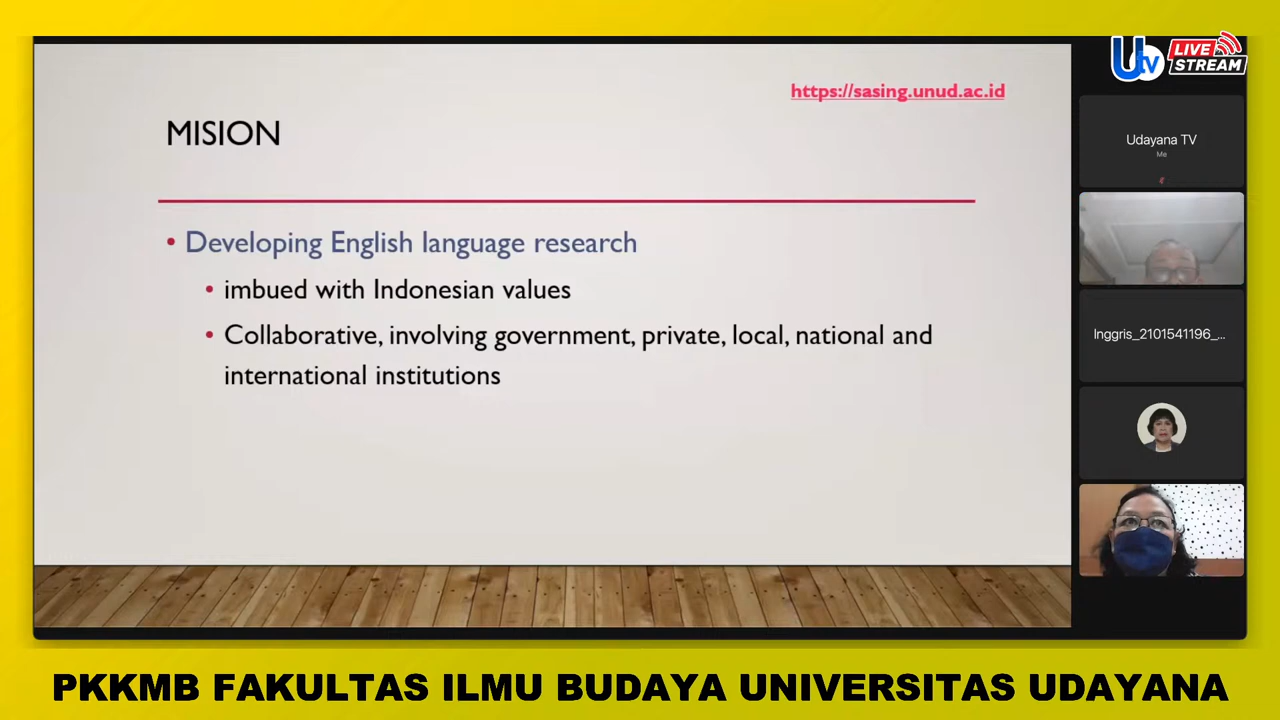 Utv LIVE STREAM
https://sasing.unud.ac.id
MISION
• Developing English language research
• imbued with Indonesian values
• Collaborative, involving government, private, local, national and
international institutions
Udayana TV
Me
Inggris_2101541196_...
PKKMB FAKULTAS ILMU BUDAYA UNIVERSITAS UDAYANA